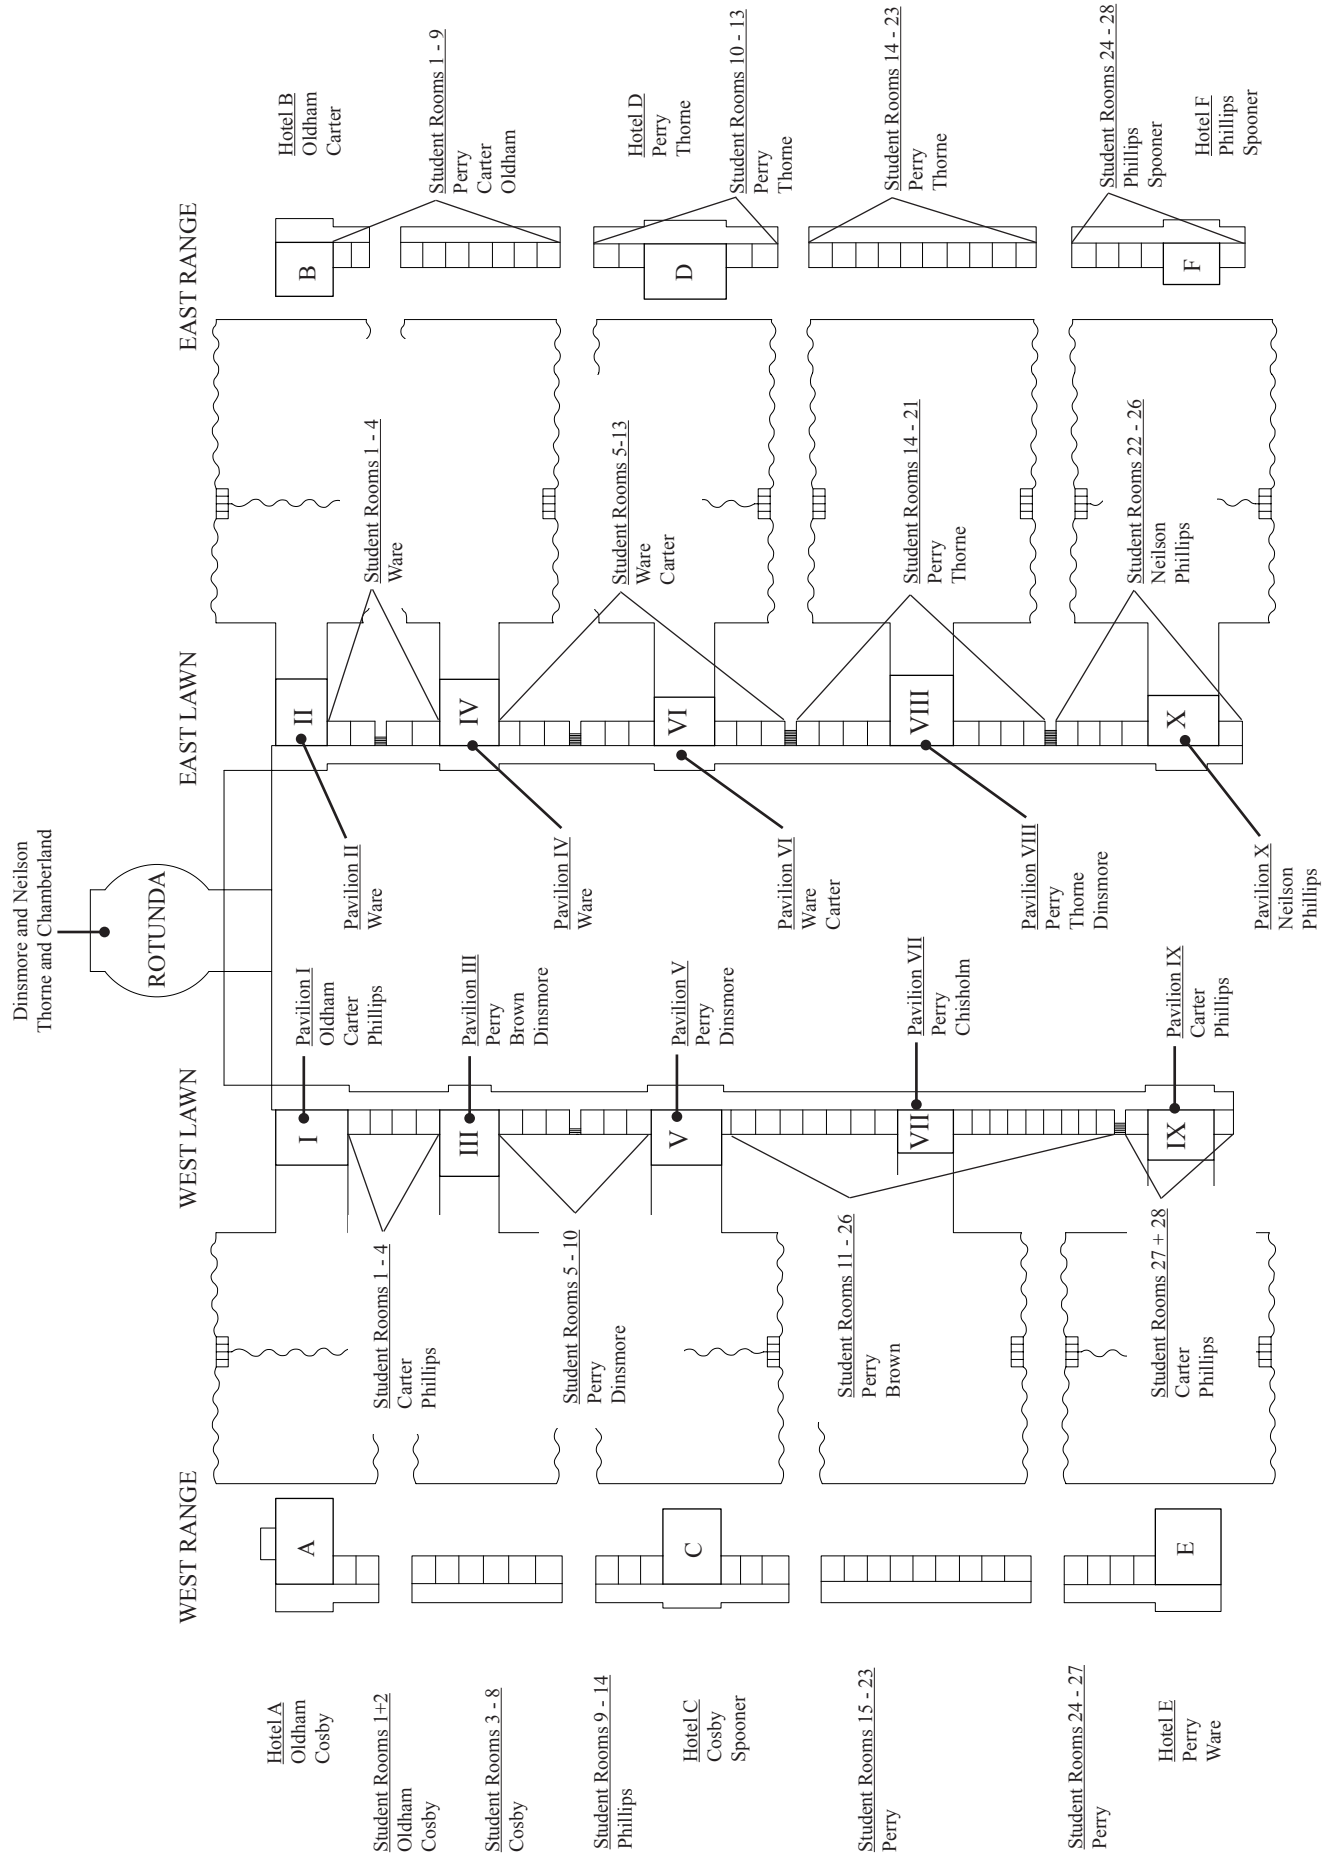 Dinsmore and Neilson
Thorne and Chamberland
ROTUNDA
WEST RANGE
WEST LAWN
EAST LAWN
EAST RANGE
Hotel A
Oldham
Cosby
Student Rooms 1+2
Oldham
Cosby
Student Rooms 3 - 8
Cosby
Student Rooms 9 - 14
Phillips
Hotel C
Cosby
Spooner
Student Rooms 15 - 23
Perry
Student Rooms 24 - 27
Perry
Hotel E
Perry
Ware
A
C
E
Student Rooms 1 - 4
Carter
Phillips
Student Rooms 5 - 10
Perry
Dinsmore
Student Rooms 11 - 26
Perry
Brown
Student Rooms 27 + 28
Carter
Phillips
I
III
V
VII
IX
Pavilion I
Oldham
Carter
Phillips
Pavilion III
Perry
Brown
Dinsmore
Pavilion V
Perry
Dinsmore
Pavilion VII
Perry
Chisholm
Pavilion IX
Carter
Phillips
Pavilion II
Ware
Pavilion IV
Ware
Pavilion VI
Ware
Carter
Pavilion VIII
Perry
Thorne
Dinsmore
Pavilion X
Neilson
Phillips
II
IV
VI
VIII
X
Student Rooms 1 - 4
Ware
Student Rooms 5-13
Ware
Carter
Student Rooms 14 - 21
Perry
Thorne
Student Rooms 22 - 26
Neilson
Phillips
B
D
F
Hotel B
Oldham
Carter
Student Rooms 1 - 9
Perry
Carter
Oldham
Hotel D
Perry
Thorne
Student Rooms 10 - 13
Perry
Thorne
Student Rooms 14 - 23
Perry
Thorne
Student Rooms 24 - 28
Phillips
Spooner
Hotel F
Phillips
Spooner